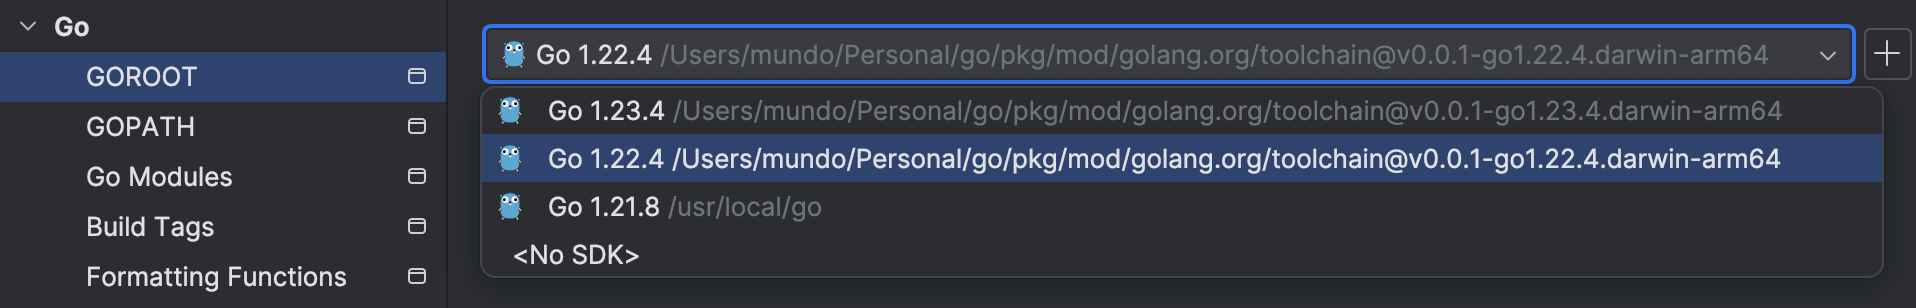 Go
GOROOT
GOPATH
Go Modules
Build Tags
Formatting Functions
Go 1.22.4 /Users/mundo/Personal/go/pkg/mod/golang.org/toolchain@v0.0.1-go1.22.4.darwin-arm64
Go 1.23.4 /Users/mundo/Personal/go/pkg/mod/golang.org/toolchain@v0.0.1-go1.23.4.darwin-arm64
Go 1.22.4 /Users/mundo/Personal/go/pkg/mod/golang.org/toolchain@v0.0.1-go1.22.4.darwin-arm64
Go 1.21.8 /usr/local/go
<No SDK>